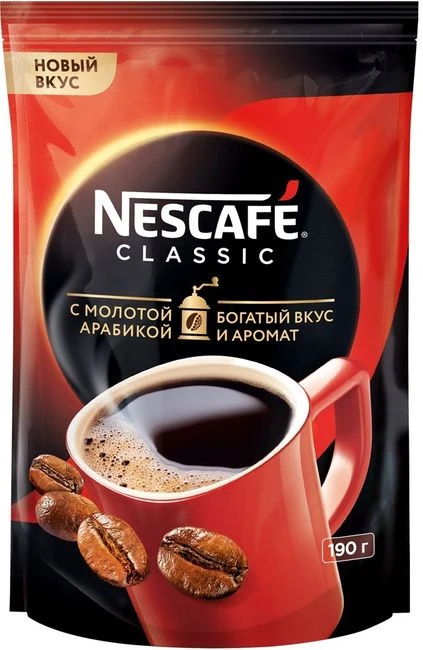 НОВЫЙ
ВКУС
NESCAFÉ®
CLASSIC
С МОЛОТОЙ
АРАБИКОЙ
БОГАТЫЙ ВКУС
И АРОМАТ
190 г